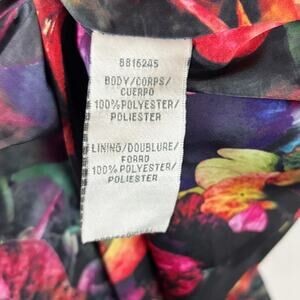 8816245
BODY/CORPS/
CUERPO
100%POLYESTER/
POLIESTER
LINING/DOUBLURE/
FORRO
100%POLYESTER/
POLIESTER